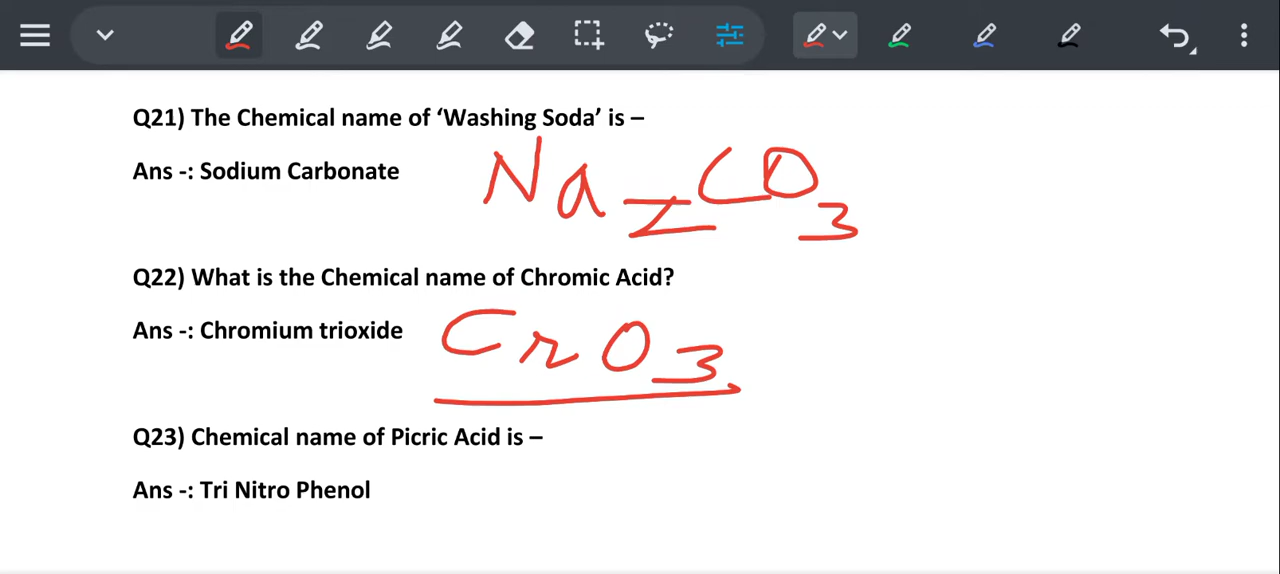 Q21) The Chemical name of ‘Washing Soda’ is –
Ans -: Sodium Carbonate Na2CO3
Q22) What is the Chemical name of Chromic Acid?
Ans -: Chromium trioxide CrO3
Q23) Chemical name of Picric Acid is –
Ans -: Tri Nitro Phenol